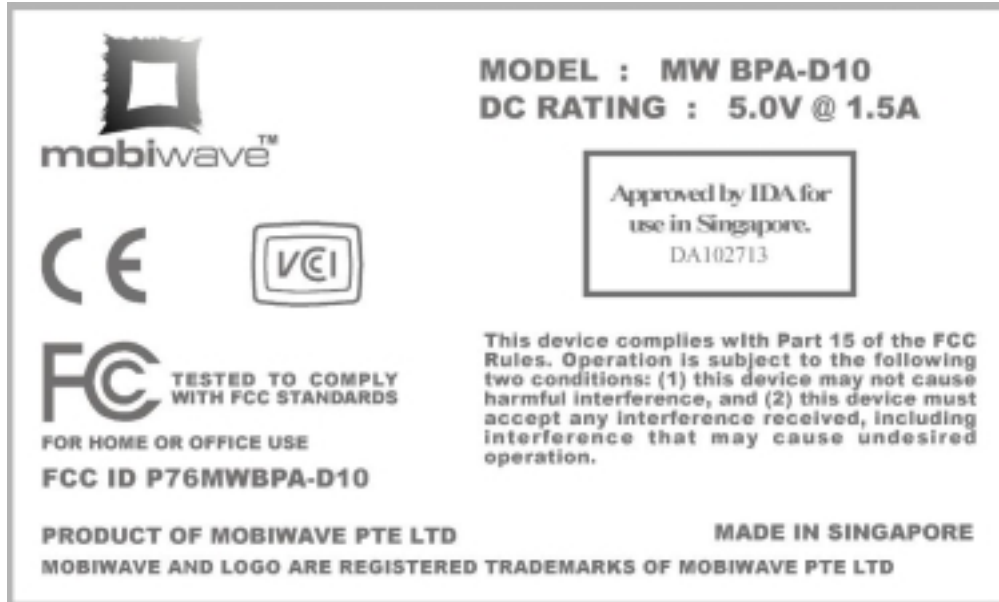 mobiwave™
MODEL : MW BPA-D10
DC RATING : 5.0V @ 1.5A
Approved by IDA for
use in Singapore.
DA102713
CE
VCI
FC
TESTED TO COMPLY
WITH FCC STANDARDS
FOR HOME OR OFFICE USE
FCC ID P76MWBPA-D10
This device complies with Part 15 of the FCC
Rules. Operation is subject to the following
two conditions: (1) this device may not cause
harmful interference, and (2) this device must
accept any interference received, including
interference that may cause undesired
operation.
PRODUCT OF MOBIWAVE PTE LTD
MADE IN SINGAPORE
MOBIWAVE AND LOGO ARE REGISTERED TRADEMARKS OF MOBIWAVE PTE LTD